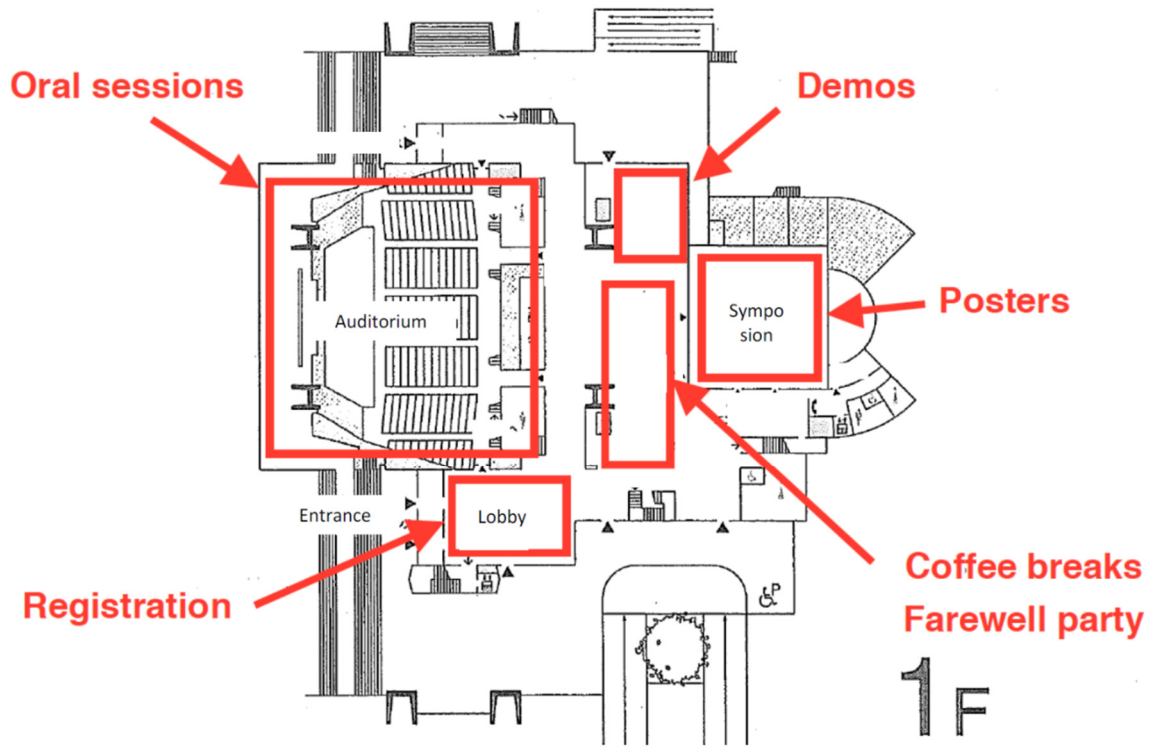 Oral sessions
Demos
Auditorium
Sympo
sion
Posters
Entrance
Lobby
Registration
Coffee breaks
Farewell party
P
1F